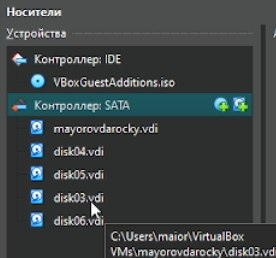 Носители
Устройства
Контроллер: IDE
VBoxGuestAdditions.iso
Контроллер: SATA
mayorovdarocky.vdi
disk04.vdi
disk05.vdi
disk03.vdi
disk06.vdi
C:\Users\maior\VirtualBox
VMs\mayorovdarocky\disk03.vdi